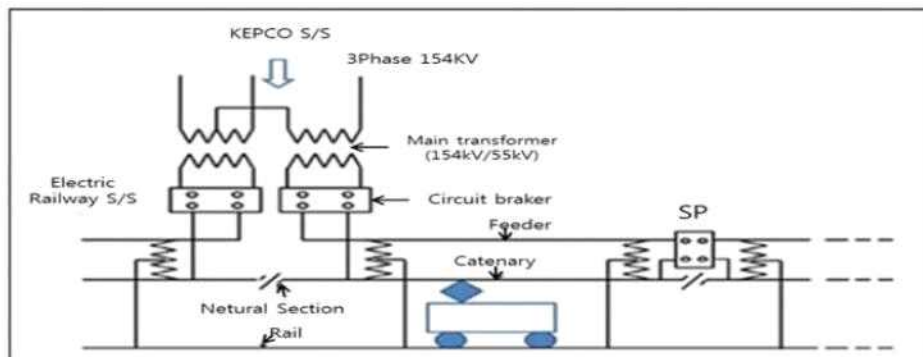 KEPCO S/S
3Phase 154KV
Main transformer
(154kV/55kV)
Electric
Railway S/S
Circuit braker
SP
Feeder
Catenary
Netural Section
Rail